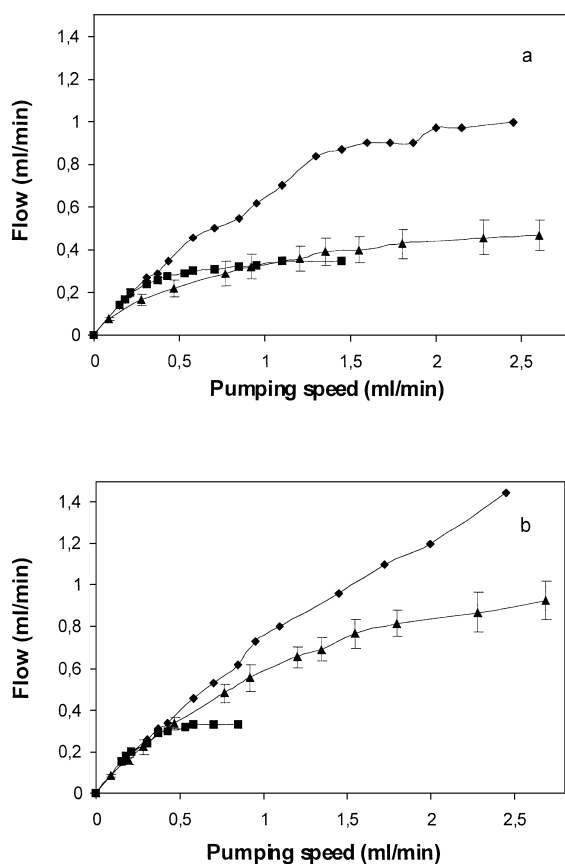 1,4
1,2
1
0,8
0,6
0,4
0,2
0
Flow (ml/min)
a
0 0,5 1 1,5 2 2,5
Pumping speed (ml/min)
1,4
1,2
1
0,8
0,6
0,4
0,2
0
Flow (ml/min)
b
0 0,5 1 1,5 2 2,5
Pumping speed (ml/min)